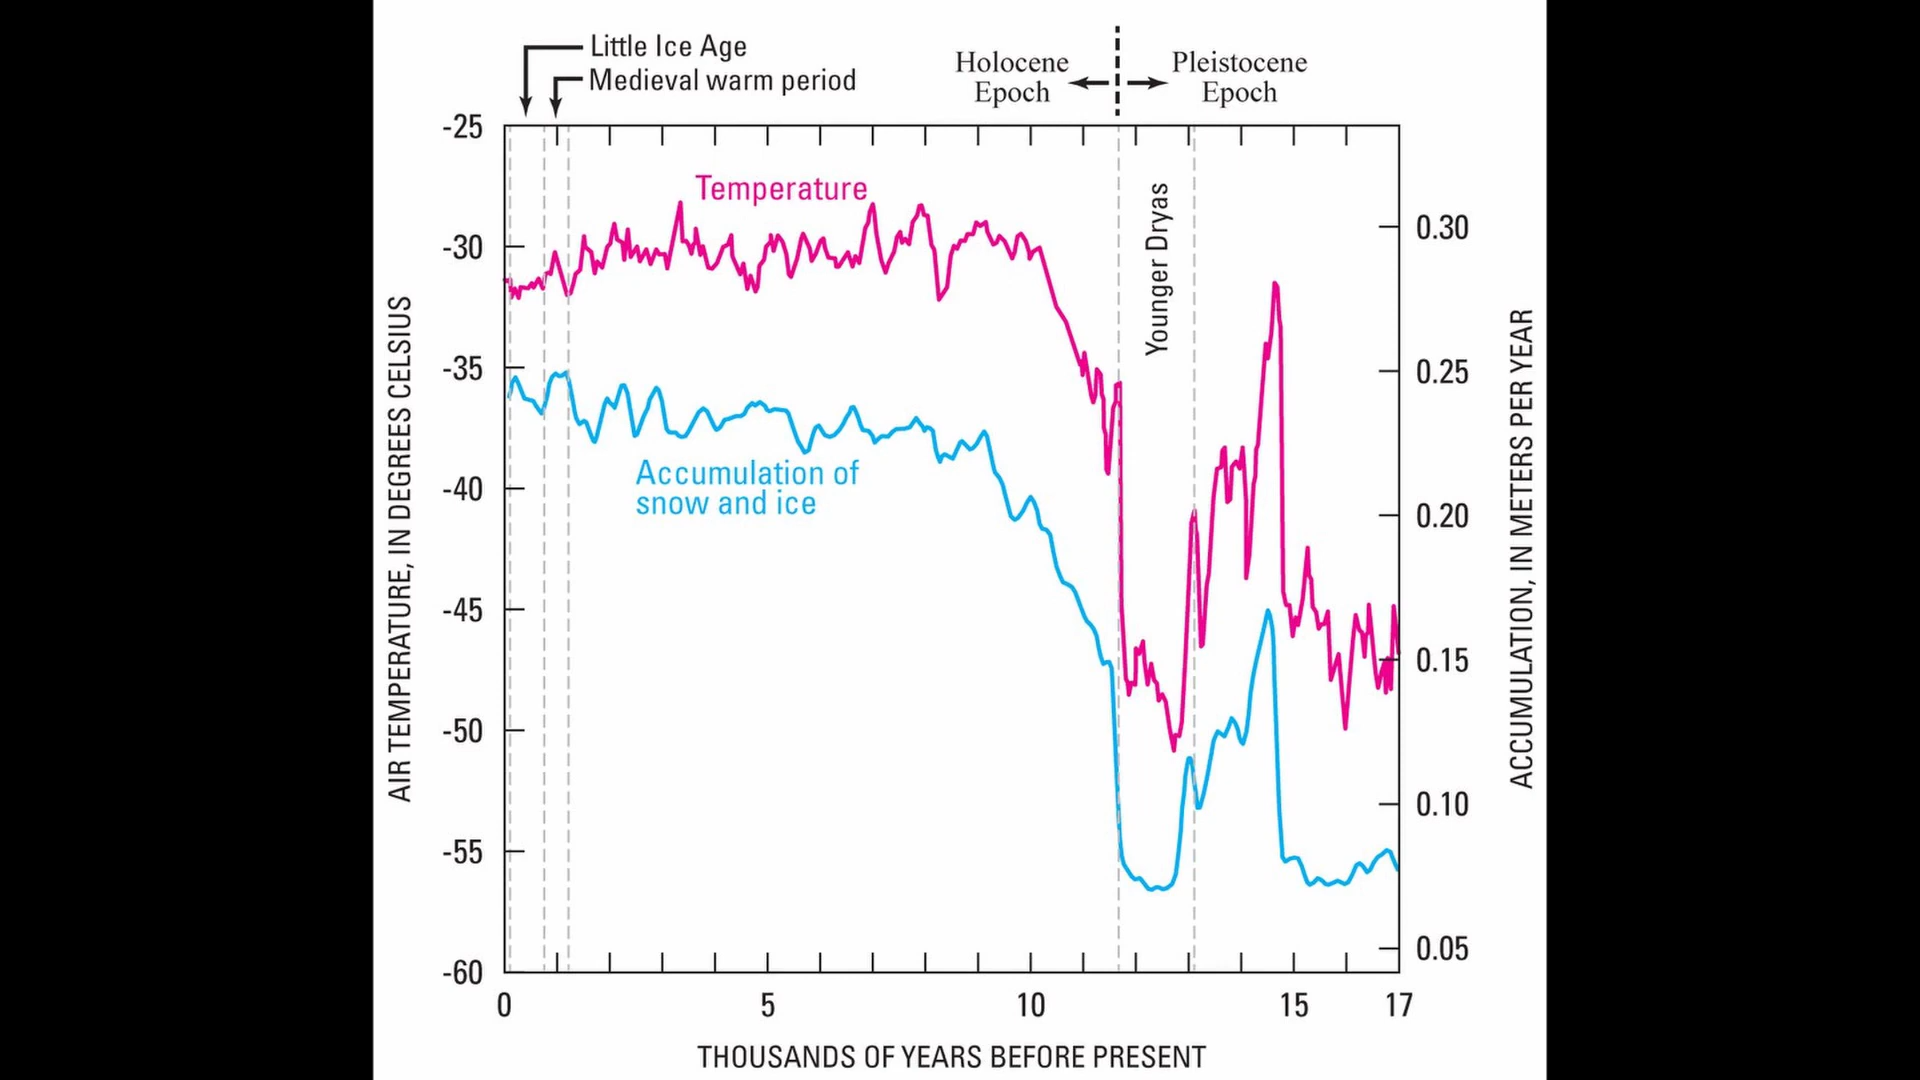 Little Ice Age
Medieval warm period
Holocene
Epoch
Pleistocene
Epoch
-25
-30
-35
-40
-45
-50
-55
-60
AIR TEMPERATURE, IN DEGREES CELSIUS
Temperature
Younger Dryas
Accumulation of
snow and ice
0.30
0.25
0.20
0.15
0.10
0.05
ACCUMULATION, IN METERS PER YEAR
0 5 10 15 17
THOUSANDS OF YEARS BEFORE PRESENT